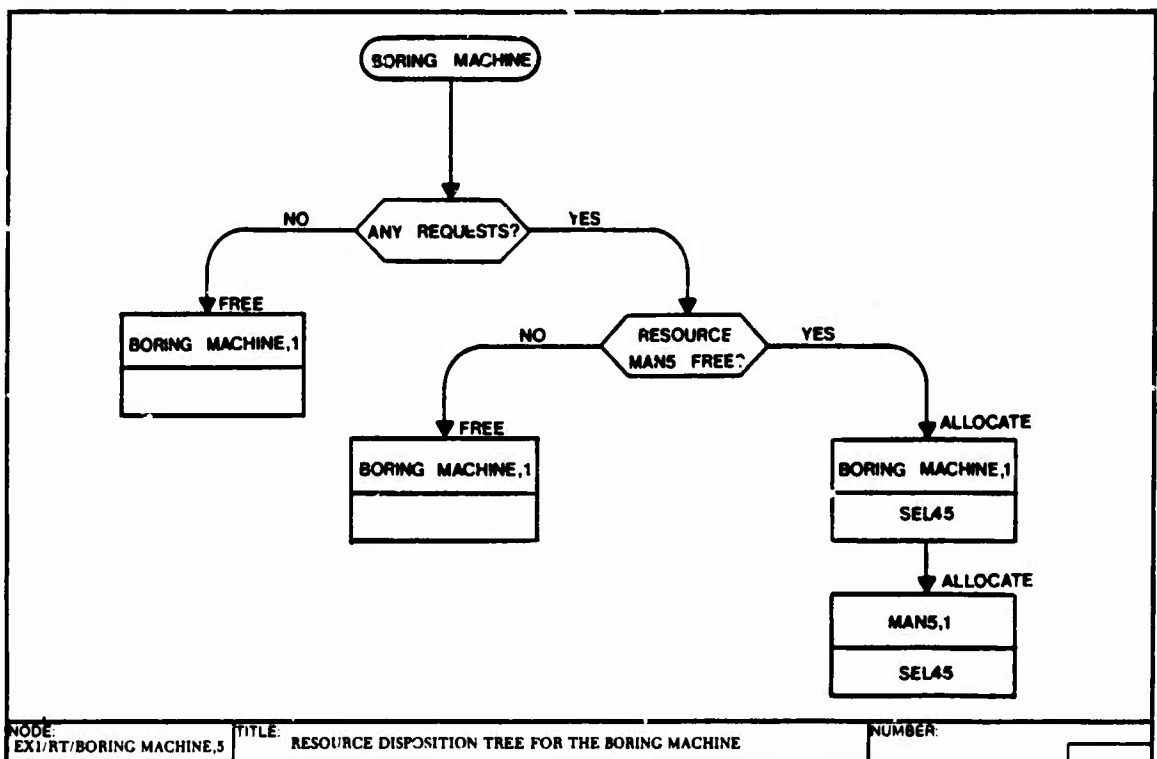 BORING MACHINE
NO
ANY REQUESTS?
YES
FREE
BORING MACHINE,1
NO
RESOURCE
MAN5 FREE?
YES
FREE
BORING MACHINE,1
ALLOCATE
BORING MACHINE,1
SEL45
ALLOCATE
MAN5,1
SEL45
NODE:
EX1/RT/BORING MACHINE,5
TITLE:
RESOURCE DISPOSITION TREE FOR THE BORING MACHINE
NUMBER: